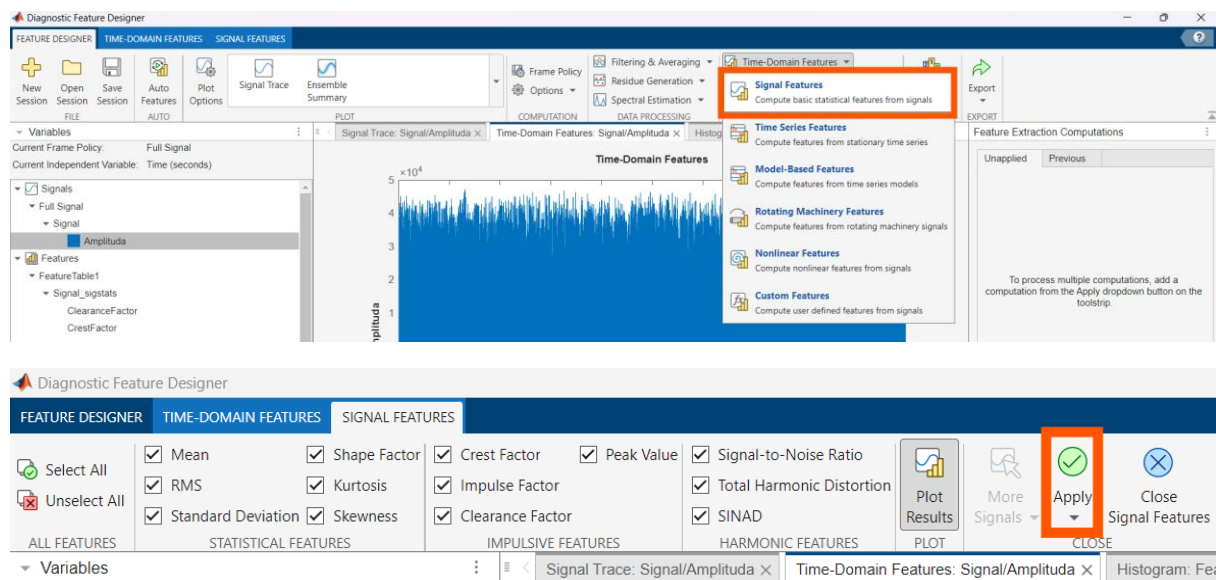 Diagnostic Feature Designer
FEATURE DESIGNER TIME-DOMAIN FEATURES SIGNAL FEATURES
New Session
Open Session
Save Session
Auto Features
Plot Options
Signal Trace
Ensemble Summary
Frame Policy
Options
Filtering & Averaging
Residue Generation
Spectral Estimation
Time-Domain Features
Export
FILE AUTO PLOT COMPUTATION DATA PROCESSING EXPORT
Signal Features
Compute basic statistical features from signals
Time Series Features
Compute features from stationary time series
Model-Based Features
Compute features from time series models
Rotating Machinery Features
Compute features from rotating machinery signals
Nonlinear Features
Compute nonlinear features from signals
Custom Features
Compute user defined features from signals
Variables
Current Frame Policy: Full Signal
Current Independent Variable: Time (seconds)
Signals
Full Signal
Signal
Amplituda
Features
FeatureTable1
Signal_sigstats
ClearanceFactor
CrestFactor
Signal Trace: Signal/Amplituda × Time-Domain Features: Signal/Amplituda × Histog
Time-Domain Features
×10⁴
5
4
3
2
1
mplituda
Feature Extraction Computations
Unapplied Previous
To process multiple computations, add a
computation from the Apply dropdown button on the
toolstrip.
Diagnostic Feature Designer
FEATURE DESIGNER TIME-DOMAIN FEATURES SIGNAL FEATURES
Select All
Unselect All
Mean
RMS
Standard Deviation
Shape Factor
Kurtosis
Skewness
Crest Factor
Impulse Factor
Clearance Factor
Peak Value
Signal-to-Noise Ratio
Total Harmonic Distortion
SINAD
Plot Results
More Signals
Apply
Close Signal Features
ALL FEATURES STATISTICAL FEATURES IMPULSIVE FEATURES HARMONIC FEATURES PLOT CLOSE
Variables
Signal Trace: Signal/Amplituda × Time-Domain Features: Signal/Amplituda × Histogram: Fea